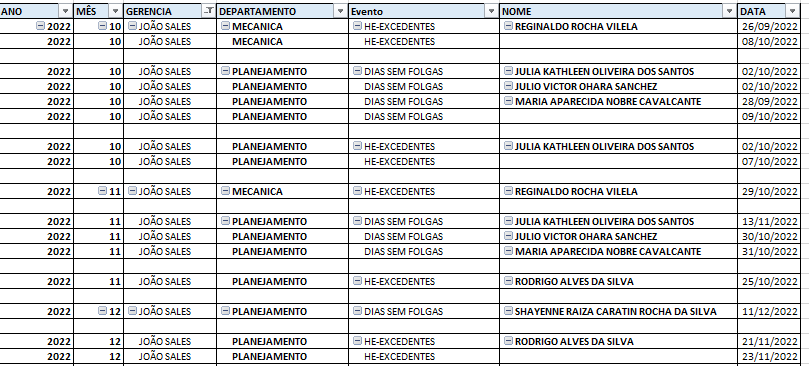 ANO MÊS GERENCIA DEPARTAMENTO Evento NOME DATA
2022 10 JOÃO SALES MECANICA HE-EXCEDENTES REGINALDO ROCHA VILELA 26/09/2022
2022 10 JOÃO SALES MECANICA HE-EXCEDENTES 08/10/2022
2022 10 JOÃO SALES PLANEJAMENTO DIAS SEM FOLGAS JULIA KATHLEEN OLIVEIRA DOS SANTOS 02/10/2022
2022 10 JOÃO SALES PLANEJAMENTO DIAS SEM FOLGAS JULIO VICTOR OHARA SANCHEZ 02/10/2022
2022 10 JOÃO SALES PLANEJAMENTO DIAS SEM FOLGAS MARIA APARECIDA NOBRE CAVALCANTE 28/09/2022
2022 10 JOÃO SALES PLANEJAMENTO DIAS SEM FOLGAS 09/10/2022
2022 10 JOÃO SALES PLANEJAMENTO HE-EXCEDENTES JULIA KATHLEEN OLIVEIRA DOS SANTOS 02/10/2022
2022 10 JOÃO SALES PLANEJAMENTO HE-EXCEDENTES 07/10/2022
2022 11 JOÃO SALES MECANICA HE-EXCEDENTES REGINALDO ROCHA VILELA 29/10/2022
2022 11 JOÃO SALES PLANEJAMENTO DIAS SEM FOLGAS JULIA KATHLEEN OLIVEIRA DOS SANTOS 13/11/2022
2022 11 JOÃO SALES PLANEJAMENTO DIAS SEM FOLGAS JULIO VICTOR OHARA SANCHEZ 30/10/2022
2022 11 JOÃO SALES PLANEJAMENTO DIAS SEM FOLGAS MARIA APARECIDA NOBRE CAVALCANTE 31/10/2022
2022 11 JOÃO SALES PLANEJAMENTO HE-EXCEDENTES RODRIGO ALVES DA SILVA 25/10/2022
2022 12 JOÃO SALES PLANEJAMENTO DIAS SEM FOLGAS SHAYENNE RAIZA CARATIN ROCHA DA SILVA 11/12/2022
2022 12 JOÃO SALES PLANEJAMENTO HE-EXCEDENTES RODRIGO ALVES DA SILVA 21/11/2022
2022 12 JOÃO SALES PLANEJAMENTO HE-EXCEDENTES 23/11/2022